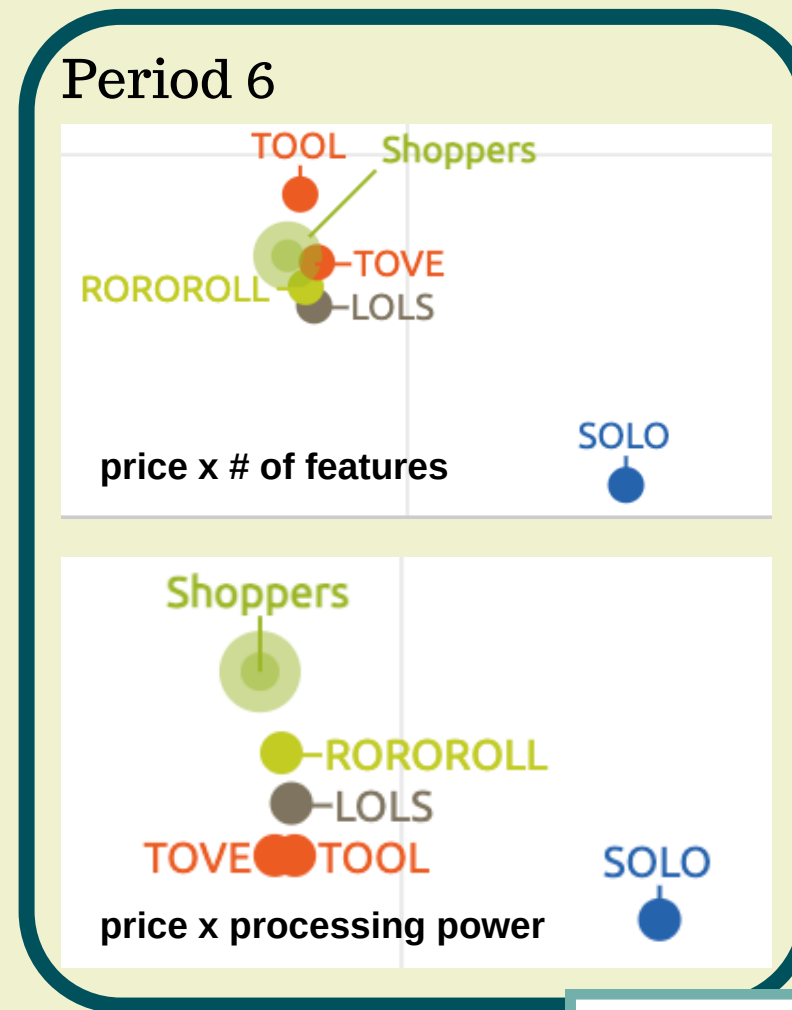 Period 6
TOOL
Shoppers
TOVE
ROROROLL
LOLS
SOLO
price x # of features
Shoppers
ROROROLL
LOLS
TOVE TOOL
SOLO
price x processing power